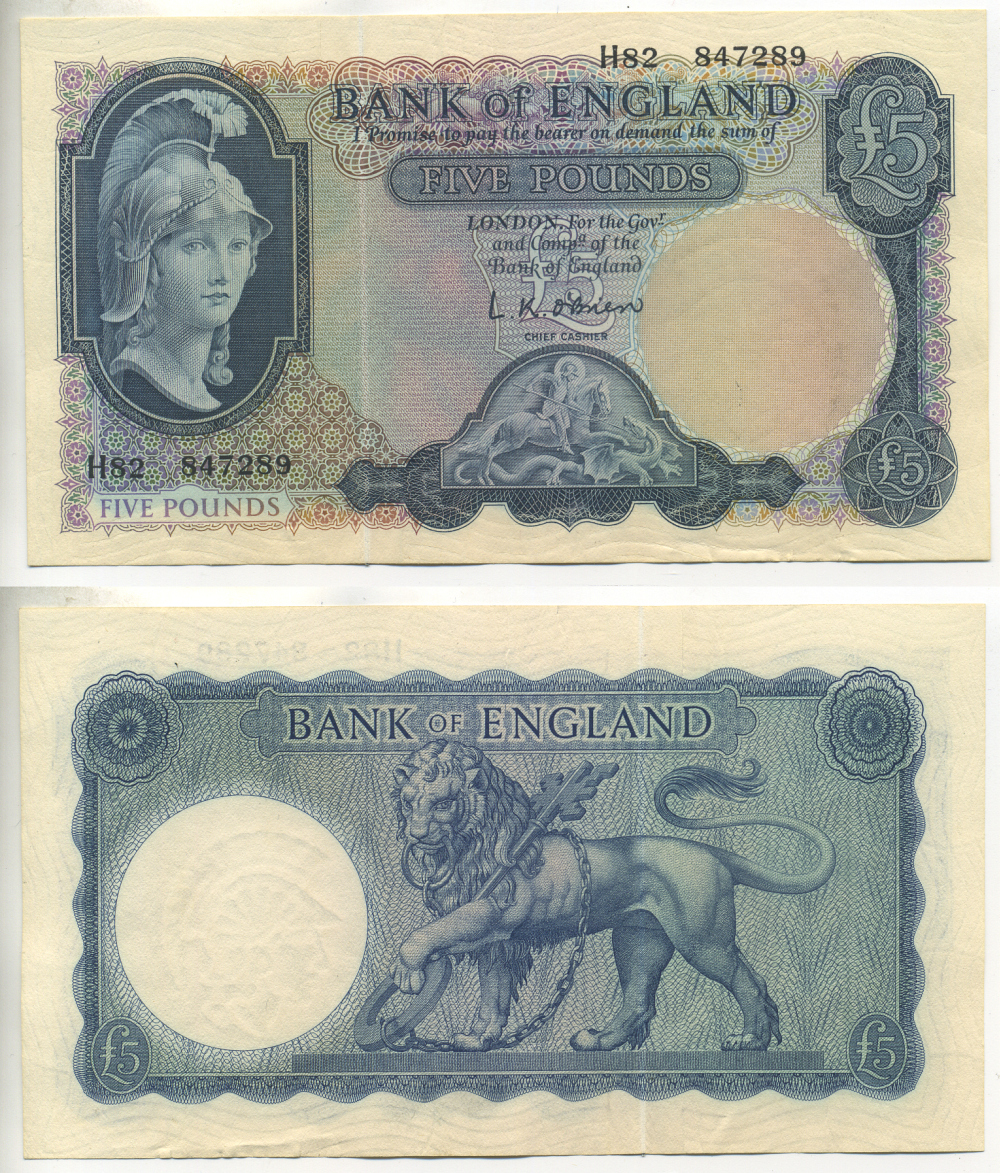 H82 847289
BANK of ENGLAND
I Promise to pay the bearer on demand the sum of
£5
FIVE POUNDS
LONDON, For the Govr.
and Compa. of the
Bank of England
£5
L. K. O'Brien
CHIEF CASHIER
H82 847289
£5
FIVE POUNDS
BANK OF ENGLAND
£5 £5